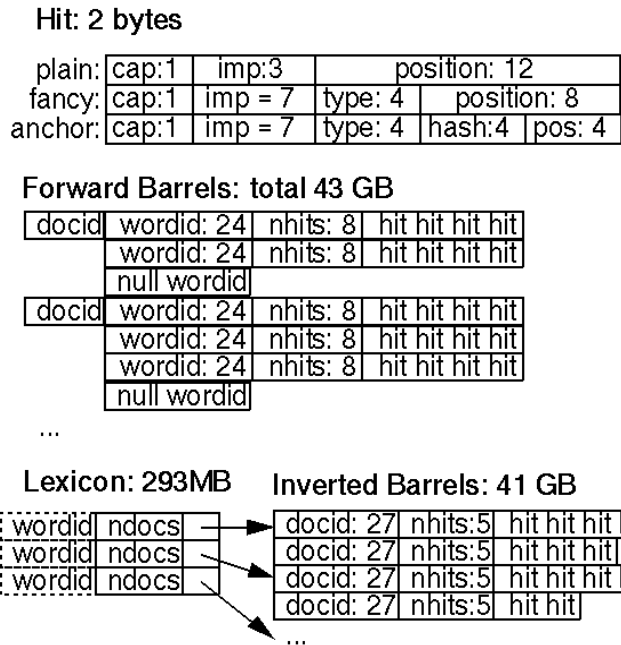 Hit: 2 bytes
plain: cap:1 imp:3 position: 12
fancy: cap:1 imp = 7 type: 4 position: 8
anchor: cap:1 imp = 7 type: 4 hash:4 pos: 4
Forward Barrels: total 43 GB
docid wordid: 24 nhits: 8 hit hit hit hit
wordid: 24 nhits: 8 hit hit hit hit
null wordid
docid wordid: 24 nhits: 8 hit hit hit hit
wordid: 24 nhits: 8 hit hit hit hit
wordid: 24 nhits: 8 hit hit hit hit
null wordid
...
Lexicon: 293MB Inverted Barrels: 41 GB
wordid ndocs docid: 27 nhits:5 hit hit hit
wordid ndocs docid: 27 nhits:5 hit hit hit
wordid ndocs docid: 27 nhits:5 hit hit hit
docid: 27 nhits:5 hit hit
...